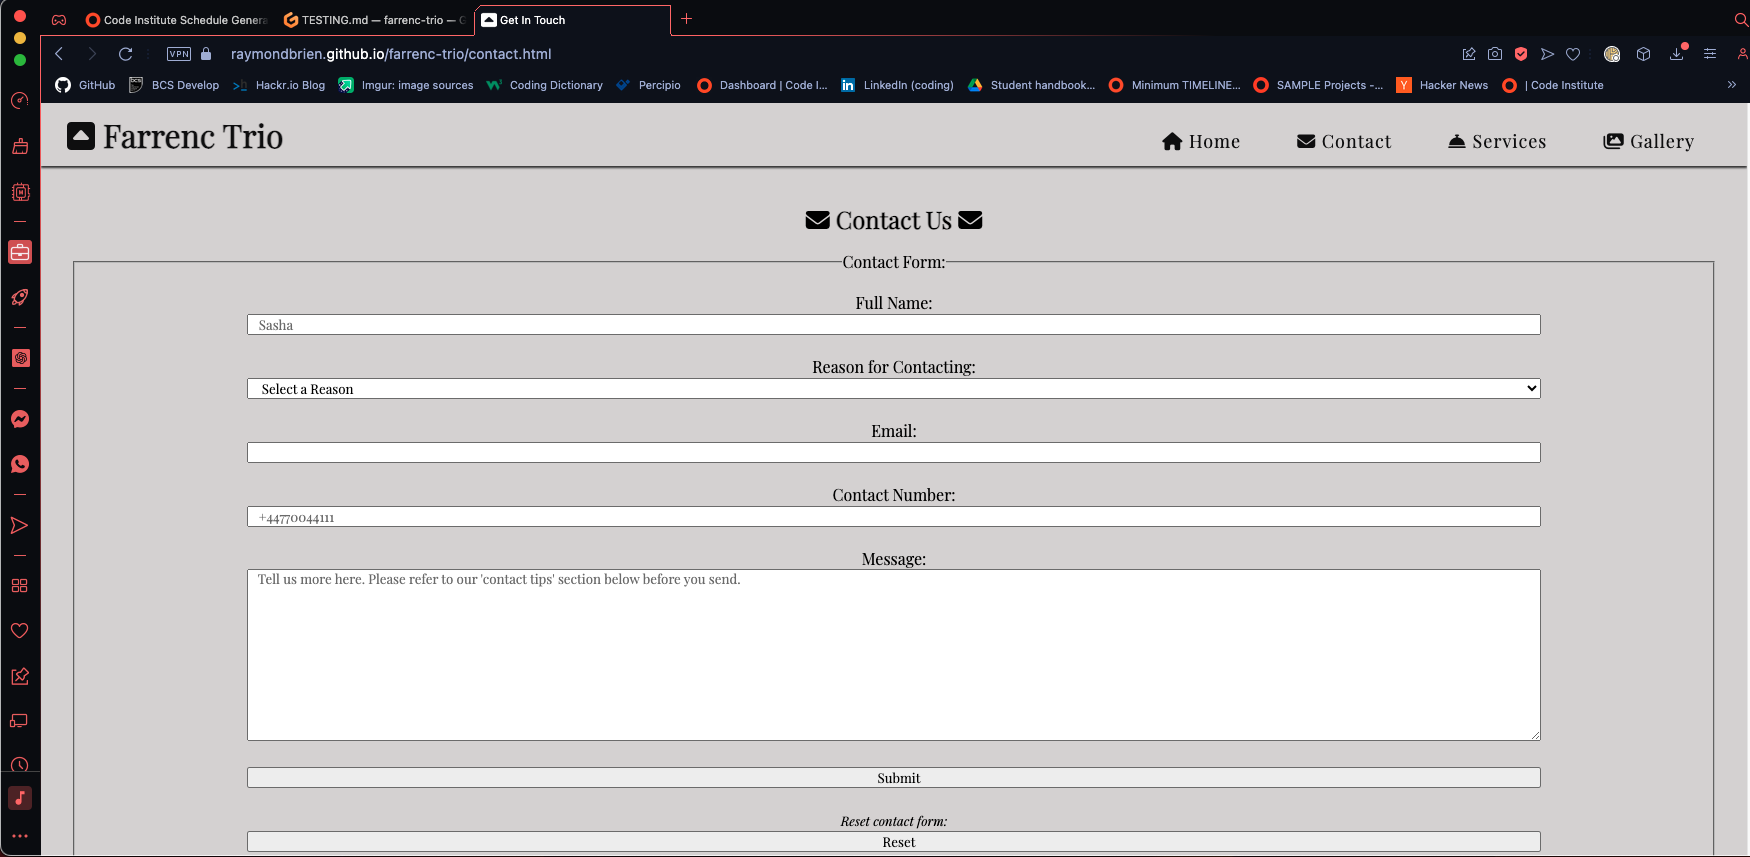 Code Institute Schedule Genera
TESTING.md — farrenc-trio — G
Get In Touch
VPN
raymondbrien.github.io/farrenc-trio/contact.html
GitHub
BCS Develop
Hackr.io Blog
Imgur: image sources
Coding Dictionary
Percipio
Dashboard | Code I...
LinkedIn (coding)
Student handbook...
Minimum TIMELINE...
SAMPLE Projects -...
Hacker News
| Code Institute
Farrenc Trio
Home
Contact
Services
Gallery
Contact Us
Contact Form:
Full Name:
Sasha
Reason for Contacting:
Select a Reason
Email:
Contact Number:
+44770044111
Message:
Tell us more here. Please refer to our 'contact tips' section below before you send.
Submit
Reset contact form:
Reset